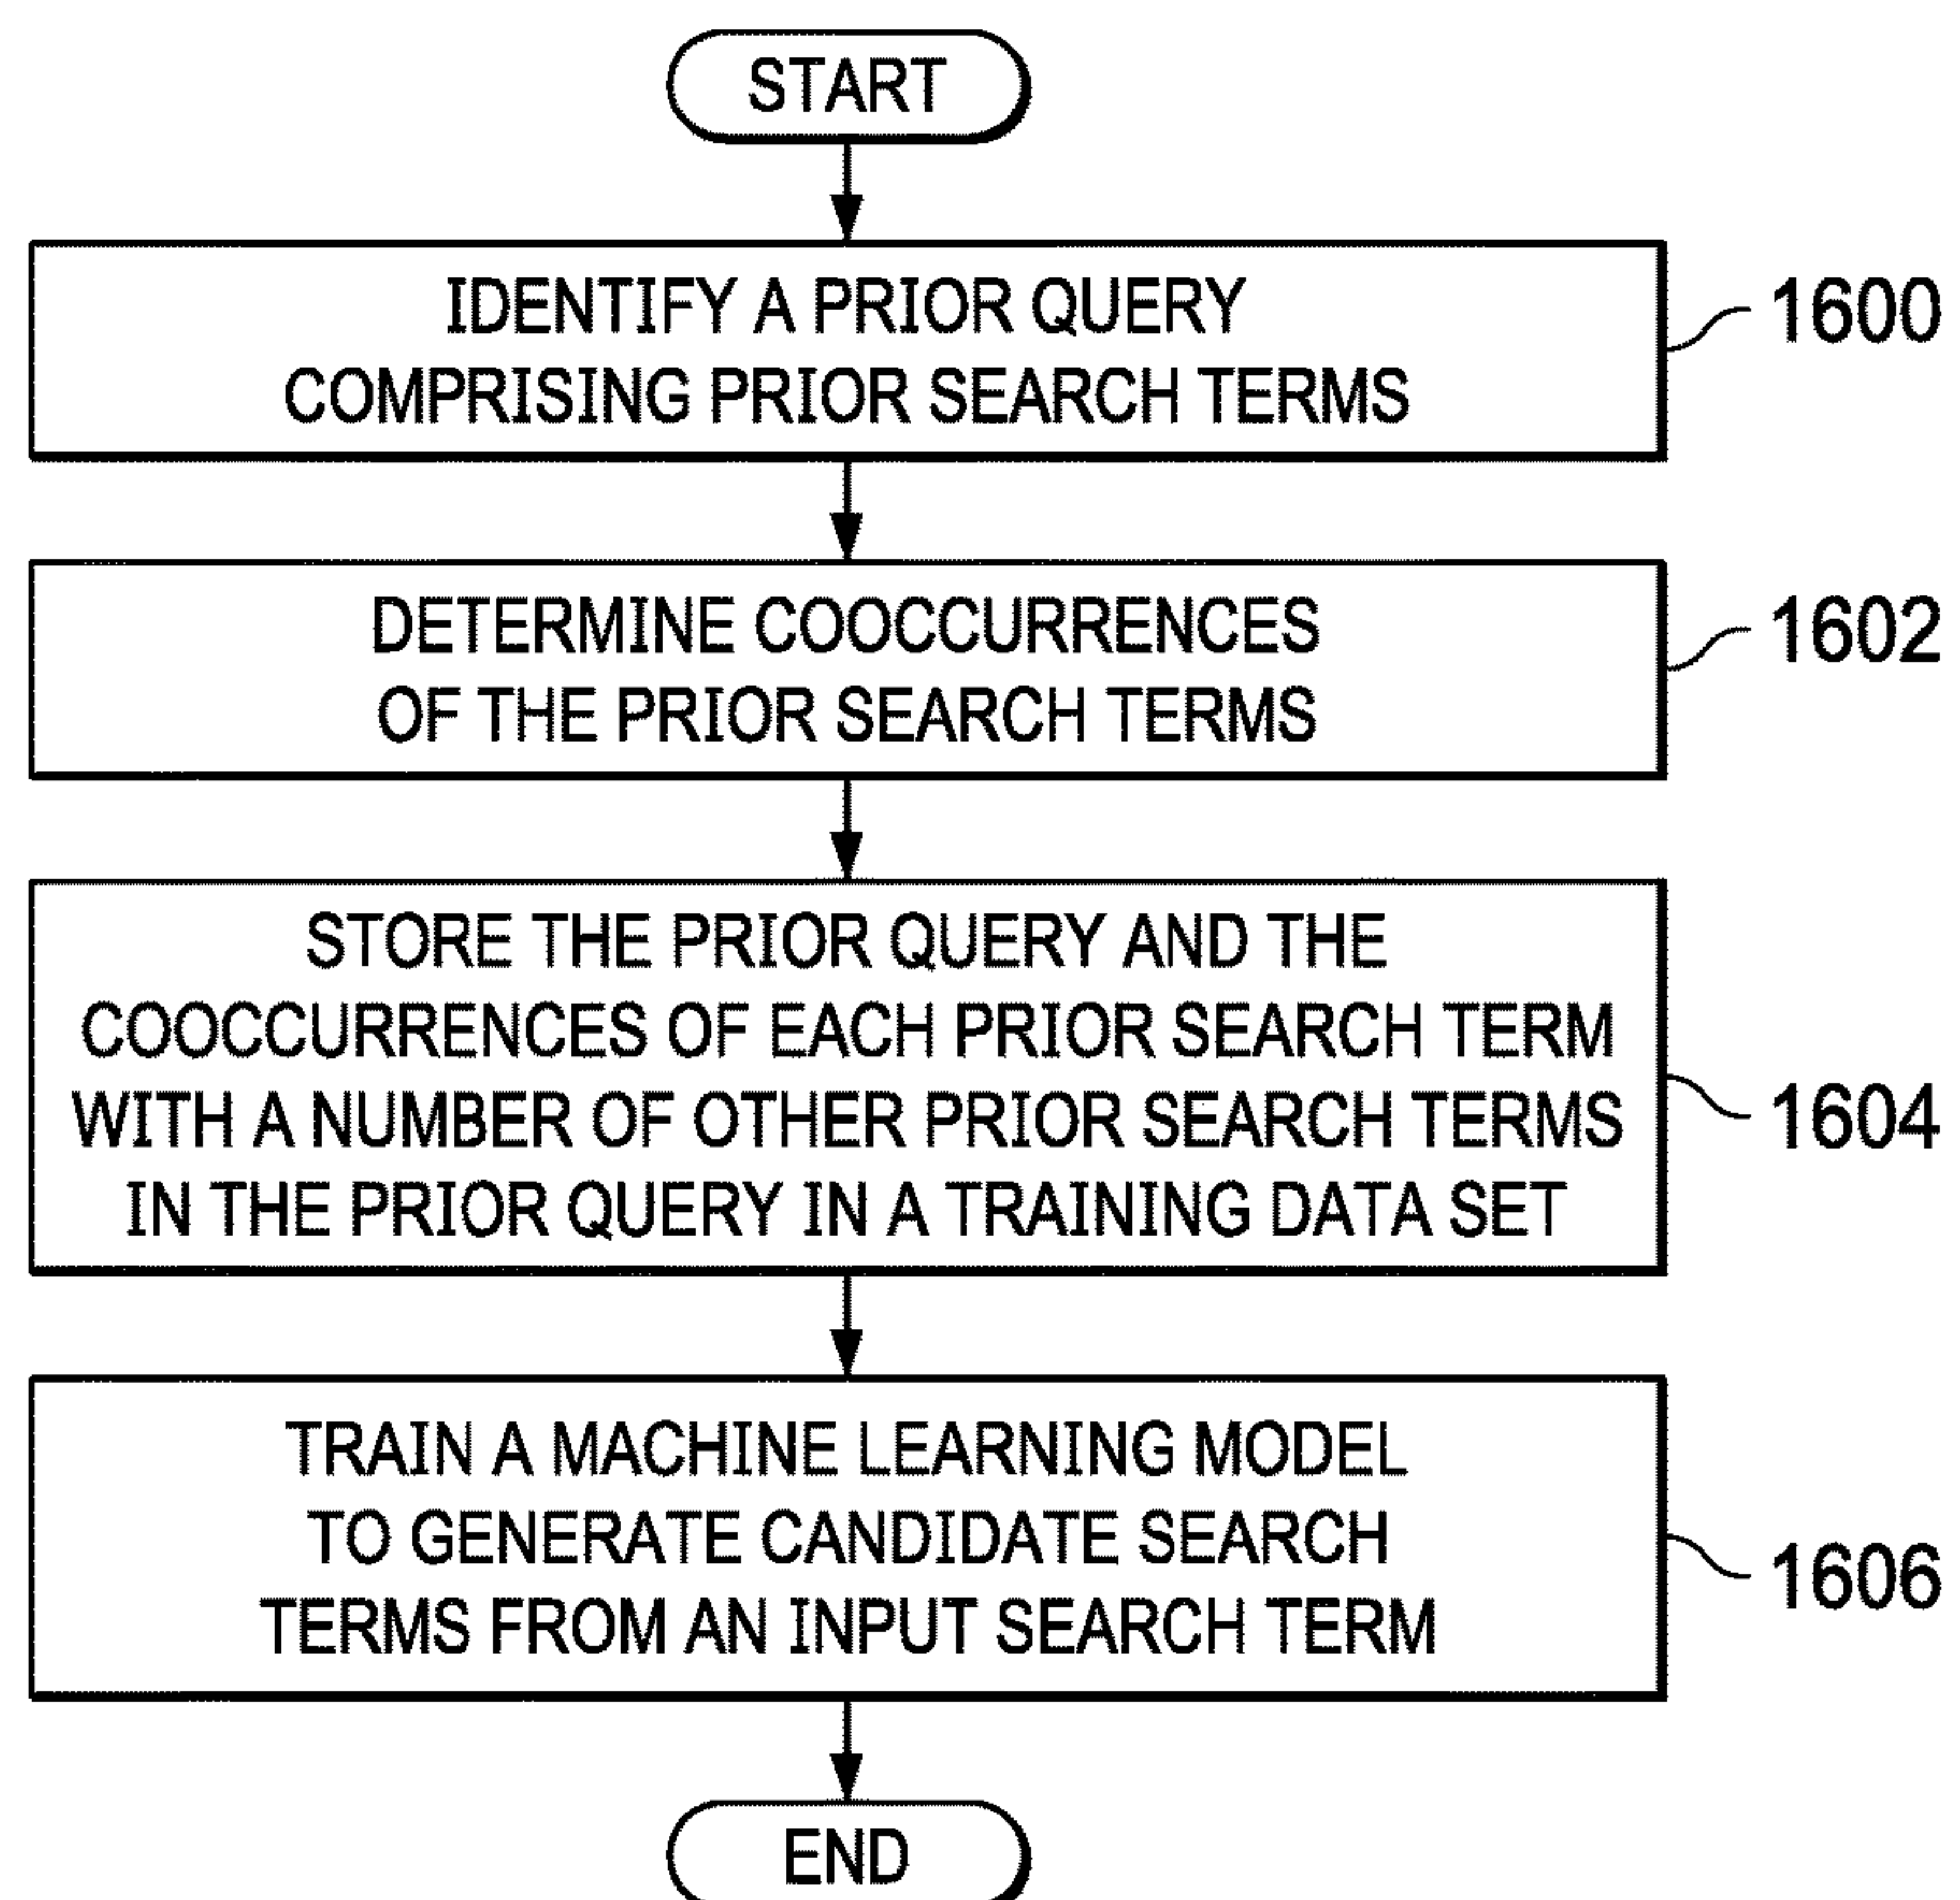 START
IDENTIFY A PRIOR QUERY
COMPRISING PRIOR SEARCH TERMS
1600
DETERMINE COOCCURRENCES
OF THE PRIOR SEARCH TERMS
1602
STORE THE PRIOR QUERY AND THE
COOCCURRENCES OF EACH PRIOR SEARCH TERM
WITH A NUMBER OF OTHER PRIOR SEARCH TERMS
IN THE PRIOR QUERY IN A TRAINING DATA SET
1604
TRAIN A MACHINE LEARNING MODEL
TO GENERATE CANDIDATE SEARCH
TERMS FROM AN INPUT SEARCH TERM
1606
END